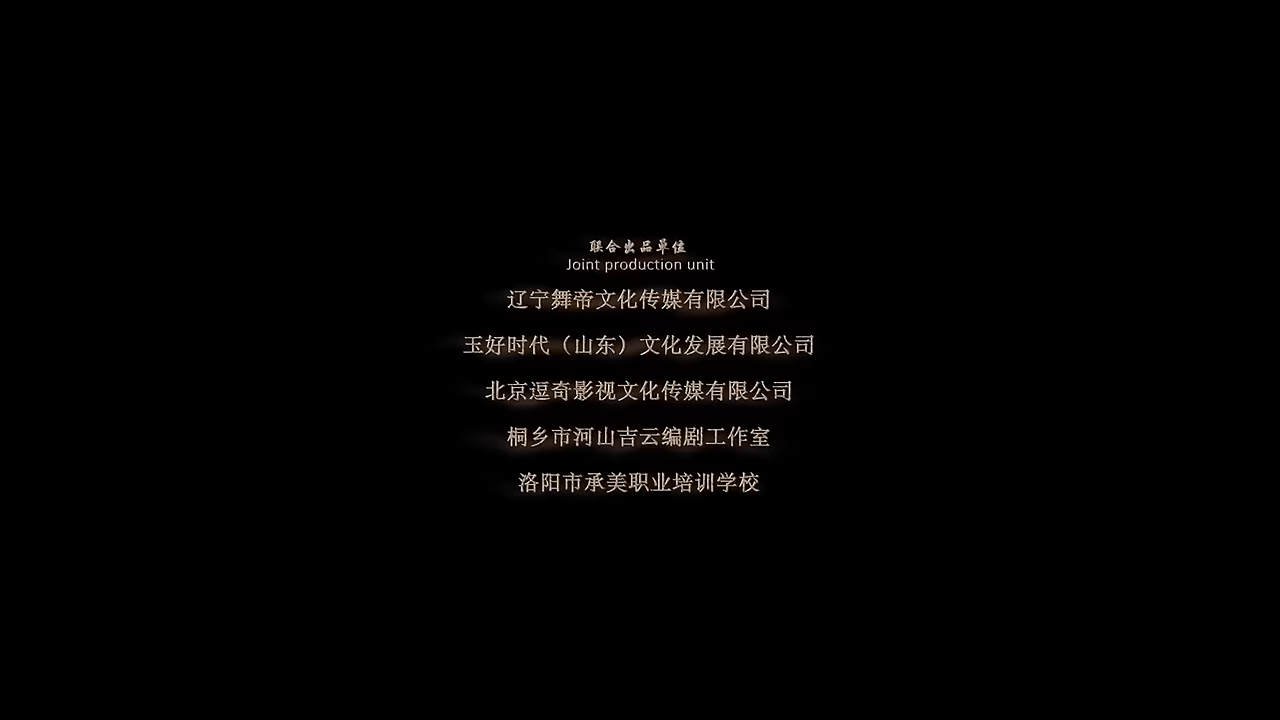 联合出品单位
Joint production unit
辽宁舞帝文化传媒有限公司
玉好时代（山东）文化发展有限公司
北京逗奇影视文化传媒有限公司
桐乡市河山吉云编剧工作室
洛阳市承美职业培训学校